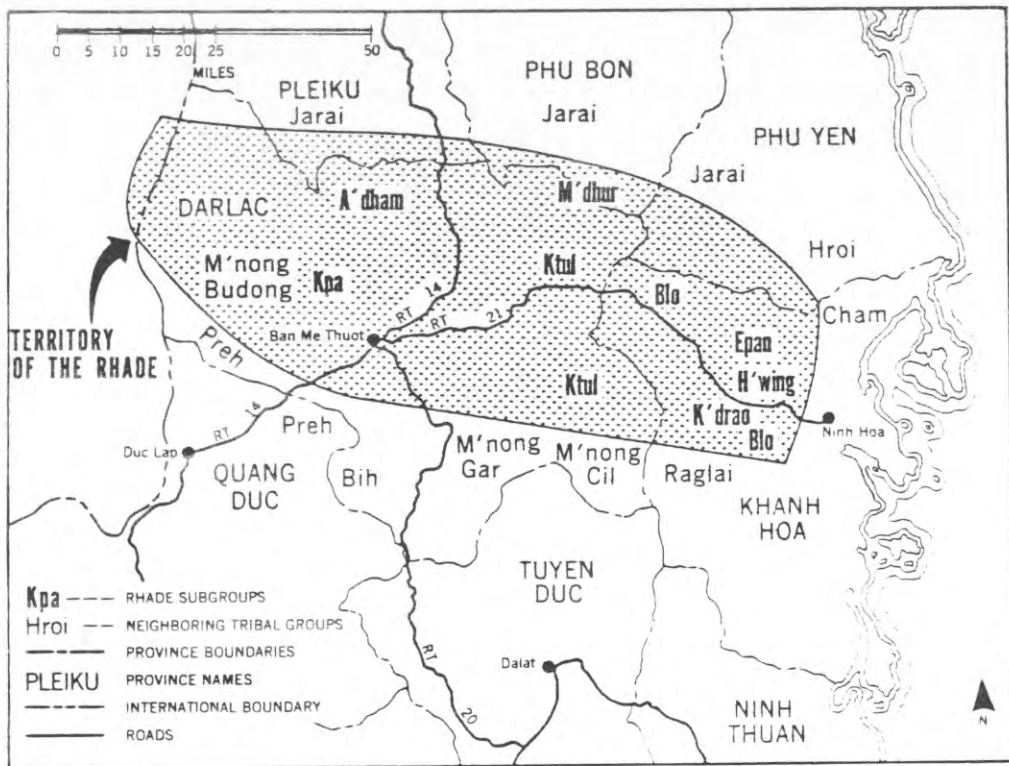 0 5 10 15 20 25 50
MILES
PLEIKU
Jarai
PHU BON
Jarai
PHU YEN
Jarai
A'dham
M'dhur
DARLAC
Hroi
M'nong
Budong
Kpa
Ktul
Blo
Cham
RT 14
RT 21
TERRITORY
OF THE RHADE
Preh
Ban Me Thuot
Epan
H'wing
Ktul
K'drao
Blo
Ninh Hoa
RT 14
Preh
Duc Lap
QUANG
DUC
Bih
M'nong
Gar
M'nong
Cil
Raglai
KHANH
HOA
TUYEN
DUC
Dalat
RT 20
NINH
THUAN
N
Kpa RHADE SUBGROUPS
Hroi NEIGHBORING TRIBAL GROUPS
PROVINCE BOUNDARIES
PLEIKU PROVINCE NAMES
INTERNATIONAL BOUNDARY
ROADS